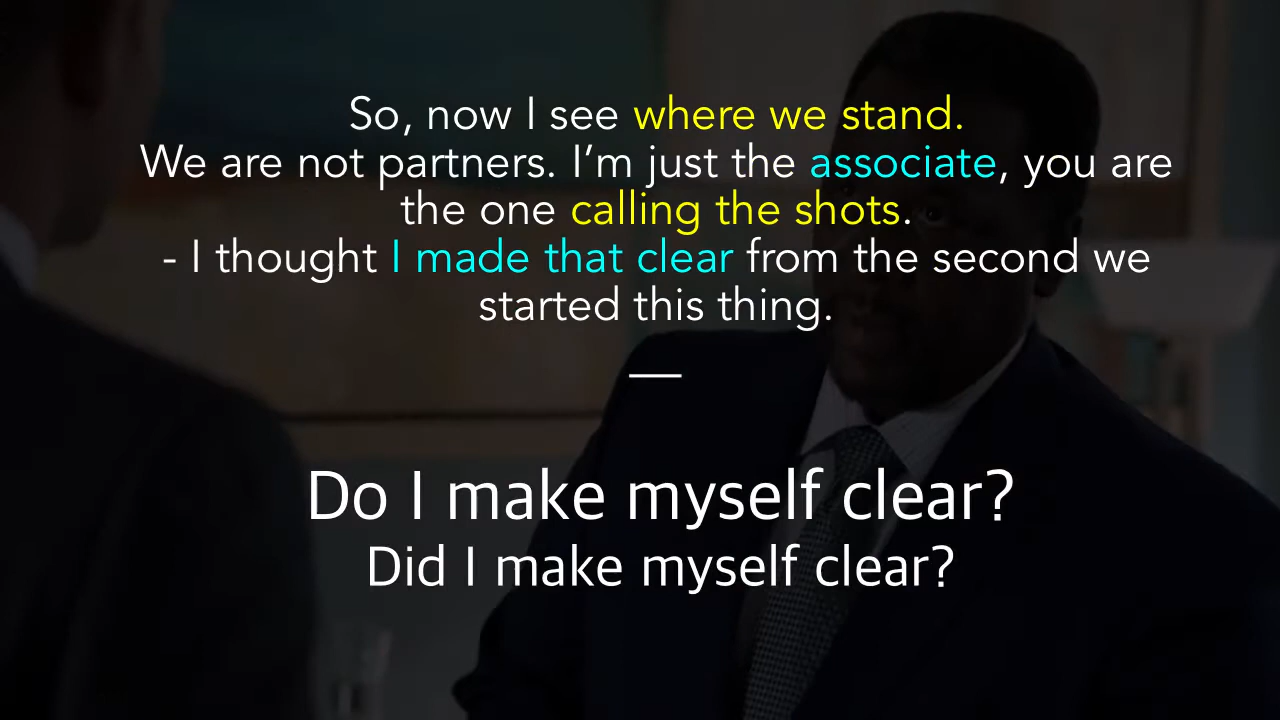 So, now I see where we stand.
We are not partners. I’m just the associate, you are
the one calling the shots.
- I thought I made that clear from the second we
started this thing.
Do I make myself clear?
Did I make myself clear?